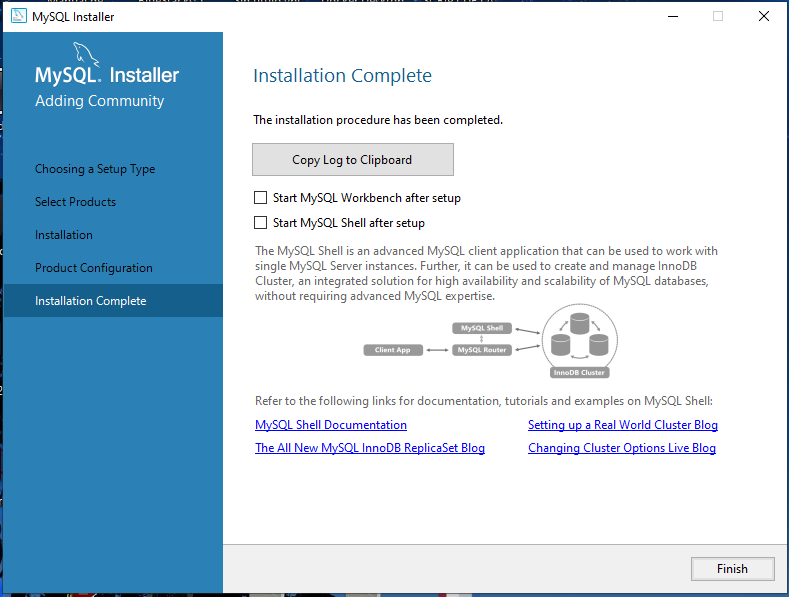 MySQL Installer
MySQL. Installer
Adding Community
Choosing a Setup Type
Select Products
Installation
Product Configuration
Installation Complete
Installation Complete
The installation procedure has been completed.
Copy Log to Clipboard
Start MySQL Workbench after setup
Start MySQL Shell after setup
The MySQL Shell is an advanced MySQL client application that can be used to work with
single MySQL Server instances. Further, it can be used to create and manage InnoDB
Cluster, an integrated solution for high availability and scalability of MySQL databases,
without requiring advanced MySQL expertise.
MySQL Shell
Client App
MySQL Router
InnoDB Cluster
Refer to the following links for documentation, tutorials and examples on MySQL Shell:
MySQL Shell Documentation
Setting up a Real World Cluster Blog
The All New MySQL InnoDB ReplicaSet Blog
Changing Cluster Options Live Blog
Finish